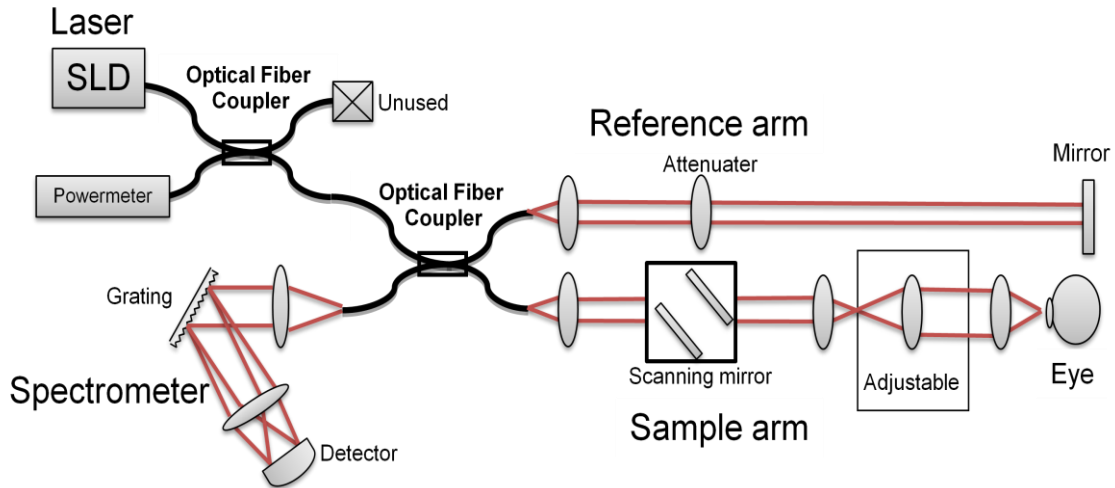 Laser
SLD
Optical Fiber
Coupler
Unused
Powermeter
Optical Fiber
Coupler
Reference arm
Attenuater
Mirror
Grating
Spectrometer
Detector
Scanning mirror
Sample arm
Adjustable
Eye